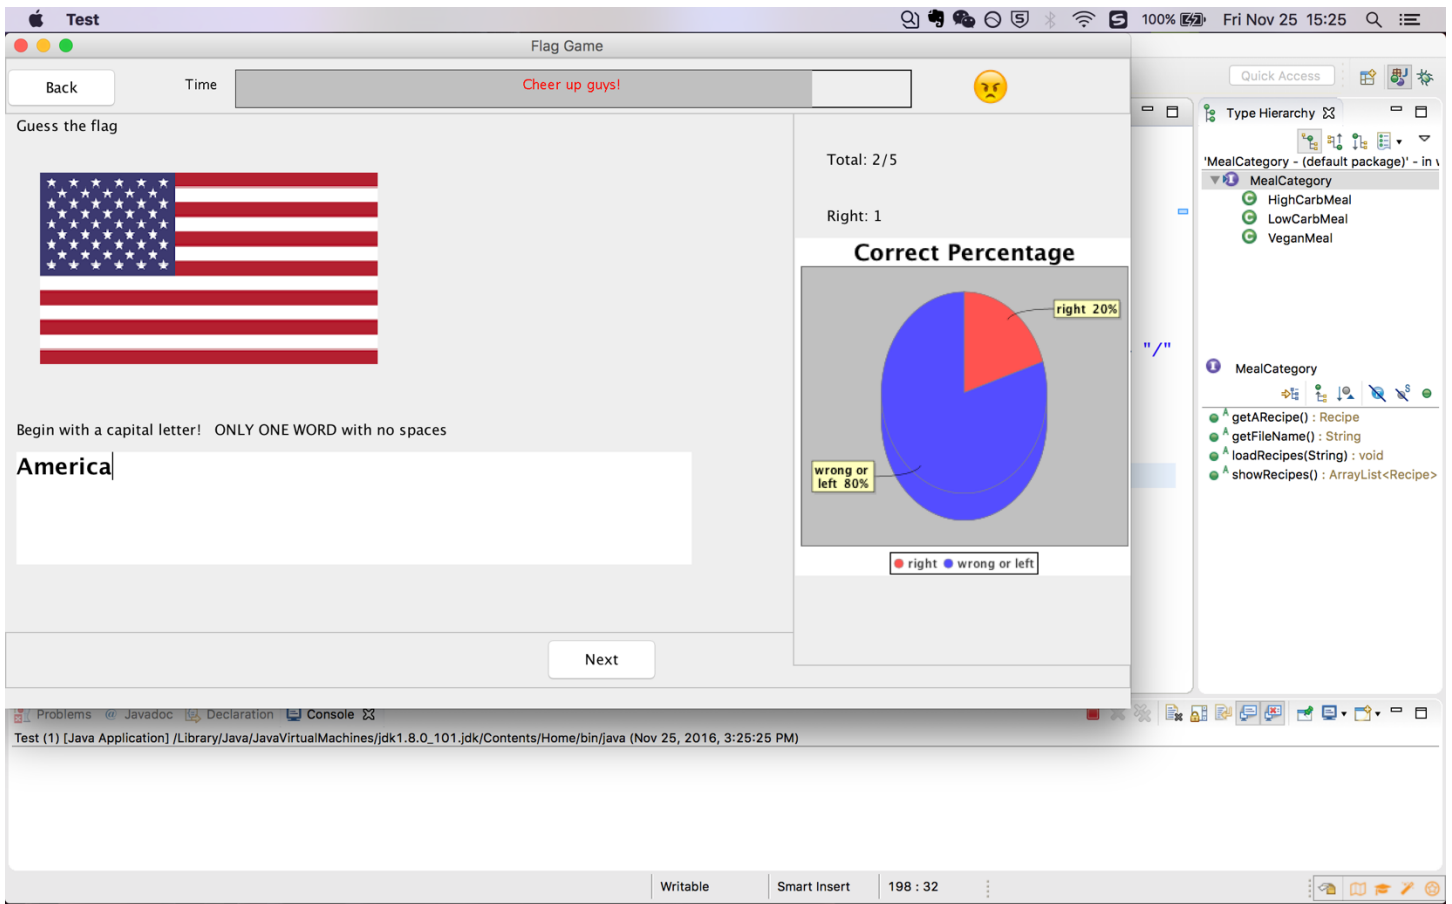 Test
100%
Fri Nov 25 15:25
Flag Game
Back
Time
Cheer up guys!
Guess the flag
Total: 2/5
Right: 1
Correct Percentage
right 20%
wrong or
left 80%
right
wrong or left
Begin with a capital letter!   ONLY ONE WORD with no spaces
America
Next
Quick Access
Type Hierarchy
'MealCategory - (default package)' - in
MealCategory
HighCarbMeal
LowCarbMeal
VeganMeal
"/"
MealCategory
getARecipe() : Recipe
getFileName() : String
loadRecipes(String) : void
showRecipes() : ArrayList<Recipe>
Problems
@ Javadoc
Declaration
Console
Test (1) [Java Application] /Library/Java/JavaVirtualMachines/jdk1.8.0_101.jdk/Contents/Home/bin/java (Nov 25, 2016, 3:25:25 PM)
Writable
Smart Insert
198 : 32